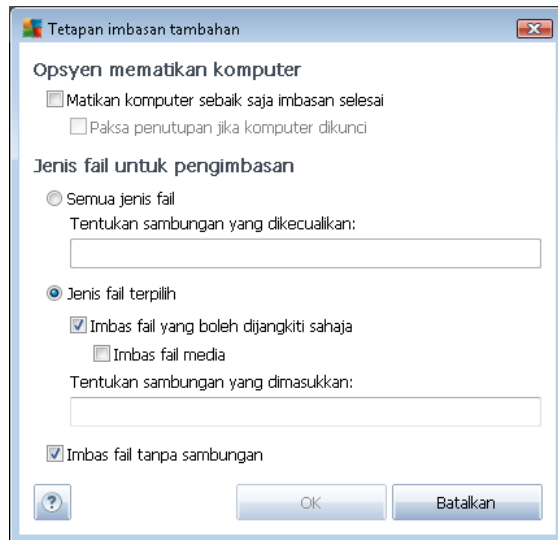 Tetapan imbasan tambahan
Opsyen mematikan komputer
Matikan komputer sebaik saja imbasan selesai
Paksa penutupan jika komputer dikunci
Jenis fail untuk pengimbasan
Semua jenis fail
Tentukan sambungan yang dikecualikan:
Jenis fail terpilih
Imbas fail yang boleh dijangkiti sahaja
Imbas fail media
Tentukan sambungan yang dimasukkan:
Imbas fail tanpa sambungan
? OK Batalkan